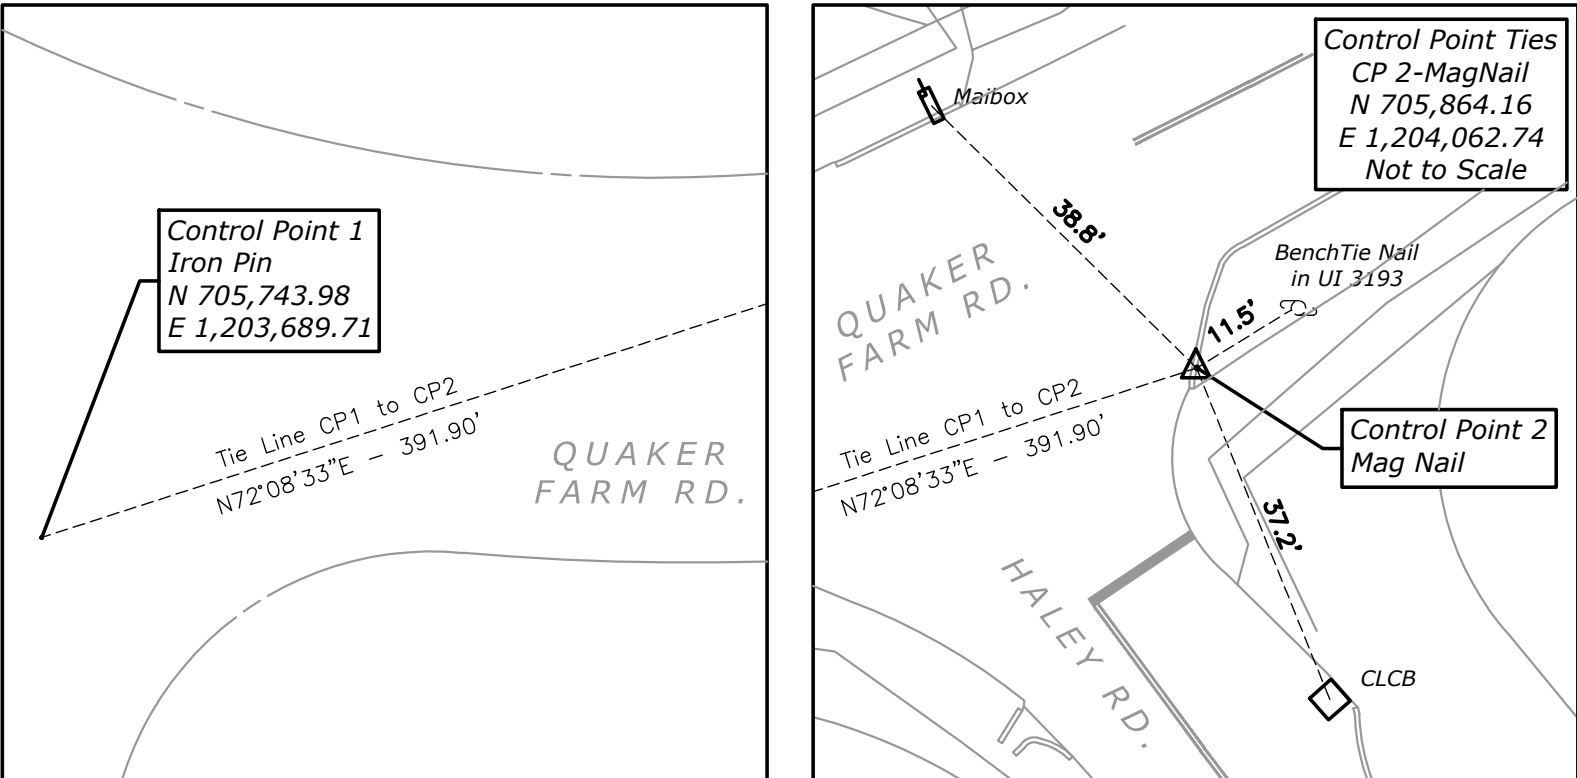 Control Point 1
Iron Pin
N 705,743.98
E 1,203,689.71
Tie Line CP1 to CP2
N72°08'33"E - 391.90'
QUAKER
FARM RD.
Control Point Ties
CP 2-MagNail
N 705,864.16
E 1,204,062.74
Not to Scale
Maibox
38.8'
QUAKER
FARM RD.
BenchTie Nail
in UI 3193
11.5'
Tie Line CP1 to CP2
N72°08'33"E - 391.90'
Control Point 2
Mag Nail
37.2'
HALEY RD.
CLCB